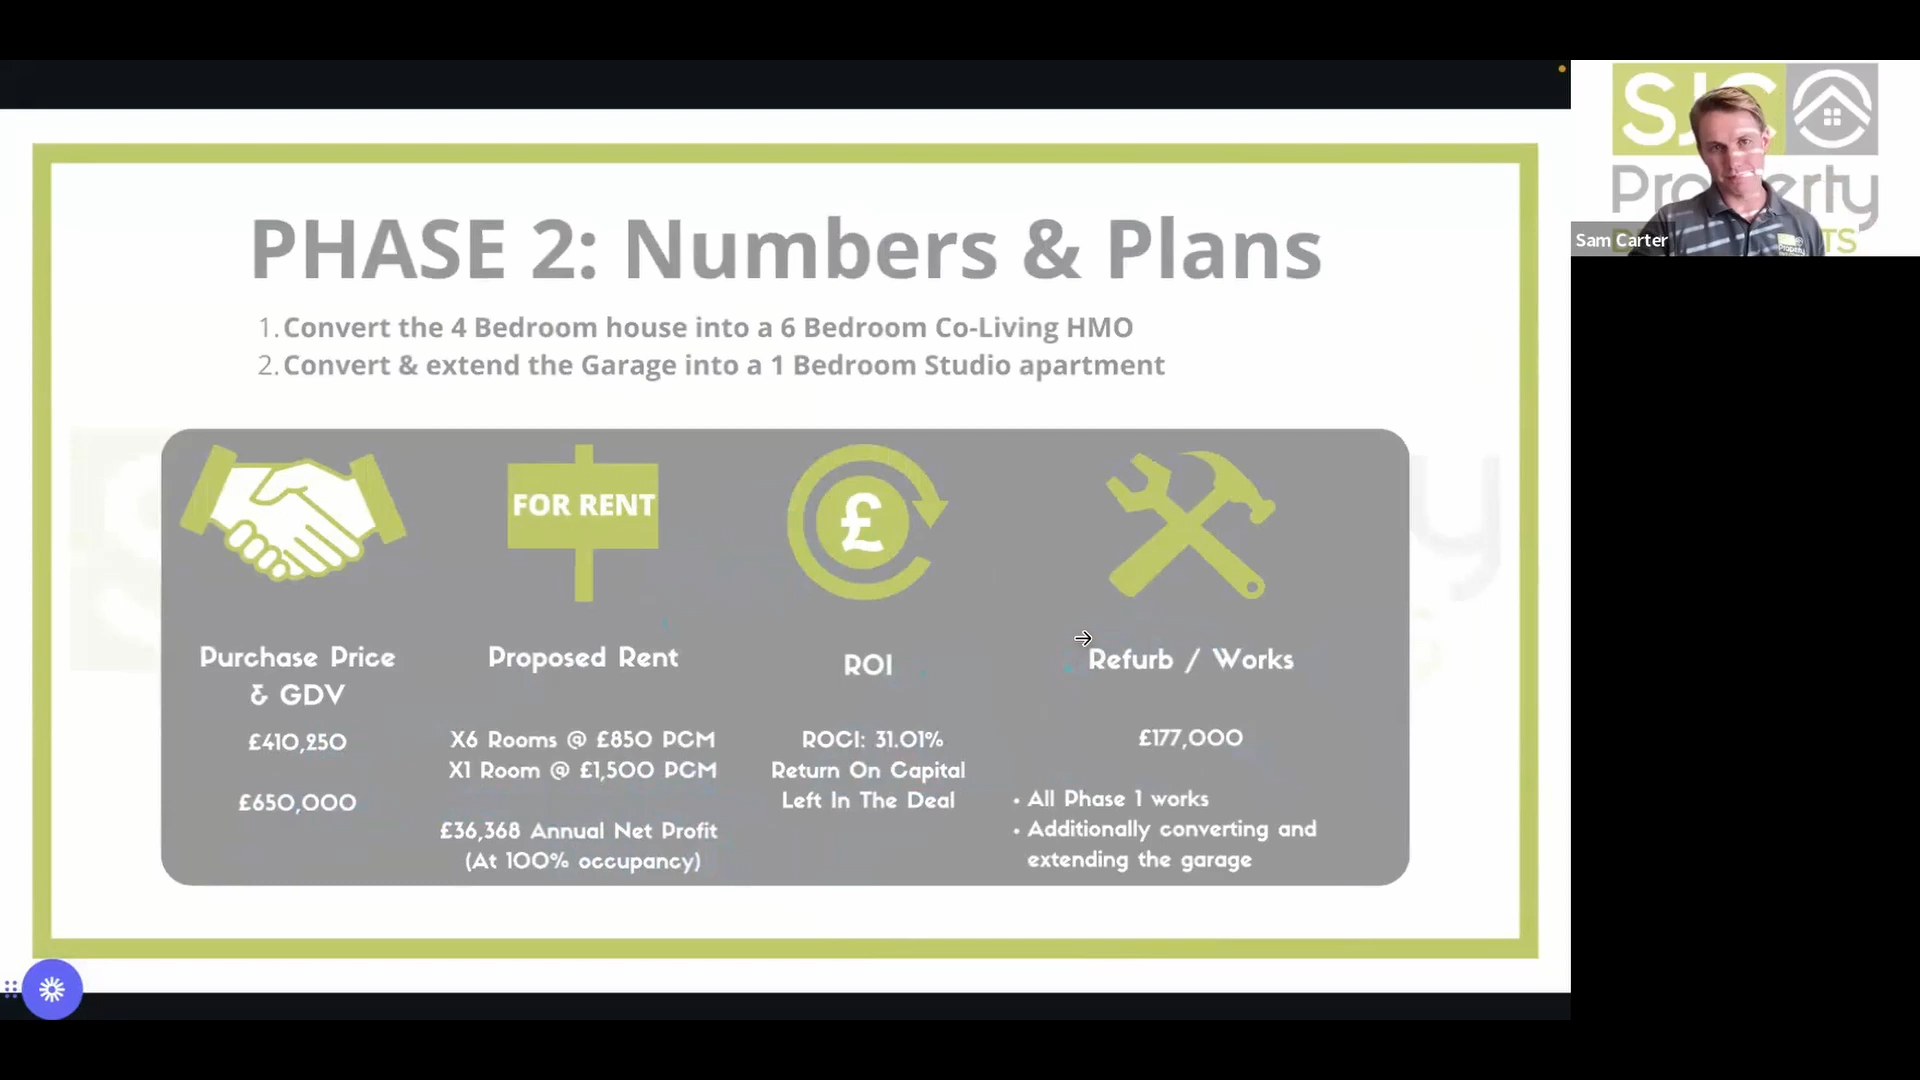 PHASE 2: Numbers & Plans
1. Convert the 4 Bedroom house into a 6 Bedroom Co-Living HMO
2. Convert & extend the Garage into a 1 Bedroom Studio apartment
FOR RENT
£
Purchase Price
& GDV
£410,250
£650,000
Proposed Rent
X6 Rooms @ £850 PCM
X1 Room @ £1,500 PCM
£36,368 Annual Net Profit
(At 100% occupancy)
ROI
ROCI: 31.01%
Return On Capital
Left In The Deal
Refurb / Works
£177,000
• All Phase 1 works
• Additionally converting and
extending the garage
SJC
Property
Sam Carter